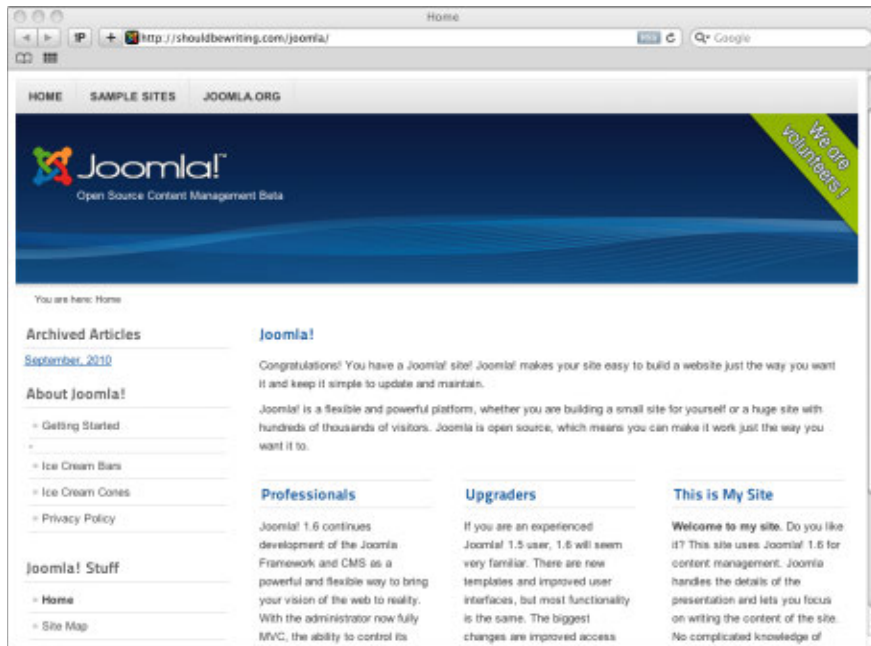 Home
http://shouldbewriting.com/joomla/
RSS
Google
HOME SAMPLE SITES JOOMLA.ORG
Joomla!™
Open Source Content Management Beta
We are
volunteers!
You are here: Home
Archived Articles
September, 2010
About Joomla!
Getting Started
Ice Cream Bars
Ice Cream Cones
Privacy Policy
Joomla! Stuff
Home
Site Map
Joomla!
Congratulations! You have a Joomla! site! Joomla! makes your site easy to build a website just the way you want
it and keep it simple to update and maintain.
Joomla! is a flexible and powerful platform, whether you are building a small site for yourself or a huge site with
hundreds of thousands of visitors. Joomla is open source, which means you can make it work just the way you
want it to.
Professionals
Joomla! 1.6 continues
development of the Joomla
Framework and CMS as a
powerful and flexible way to bring
your vision of the web to reality.
With the administrator now fully
MVC, the ability to control its
Upgraders
If you are an experienced
Joomla! 1.5 user, 1.6 will seem
very familiar. There are new
templates and improved user
interfaces, but most functionality
is the same. The biggest
changes are improved access
This is My Site
Welcome to my site. Do you like
it? This site uses Joomla! 1.6 for
content management. Joomla
handles the details of the
presentation and lets you focus
on writing the content of the site.
No complicated knowledge of